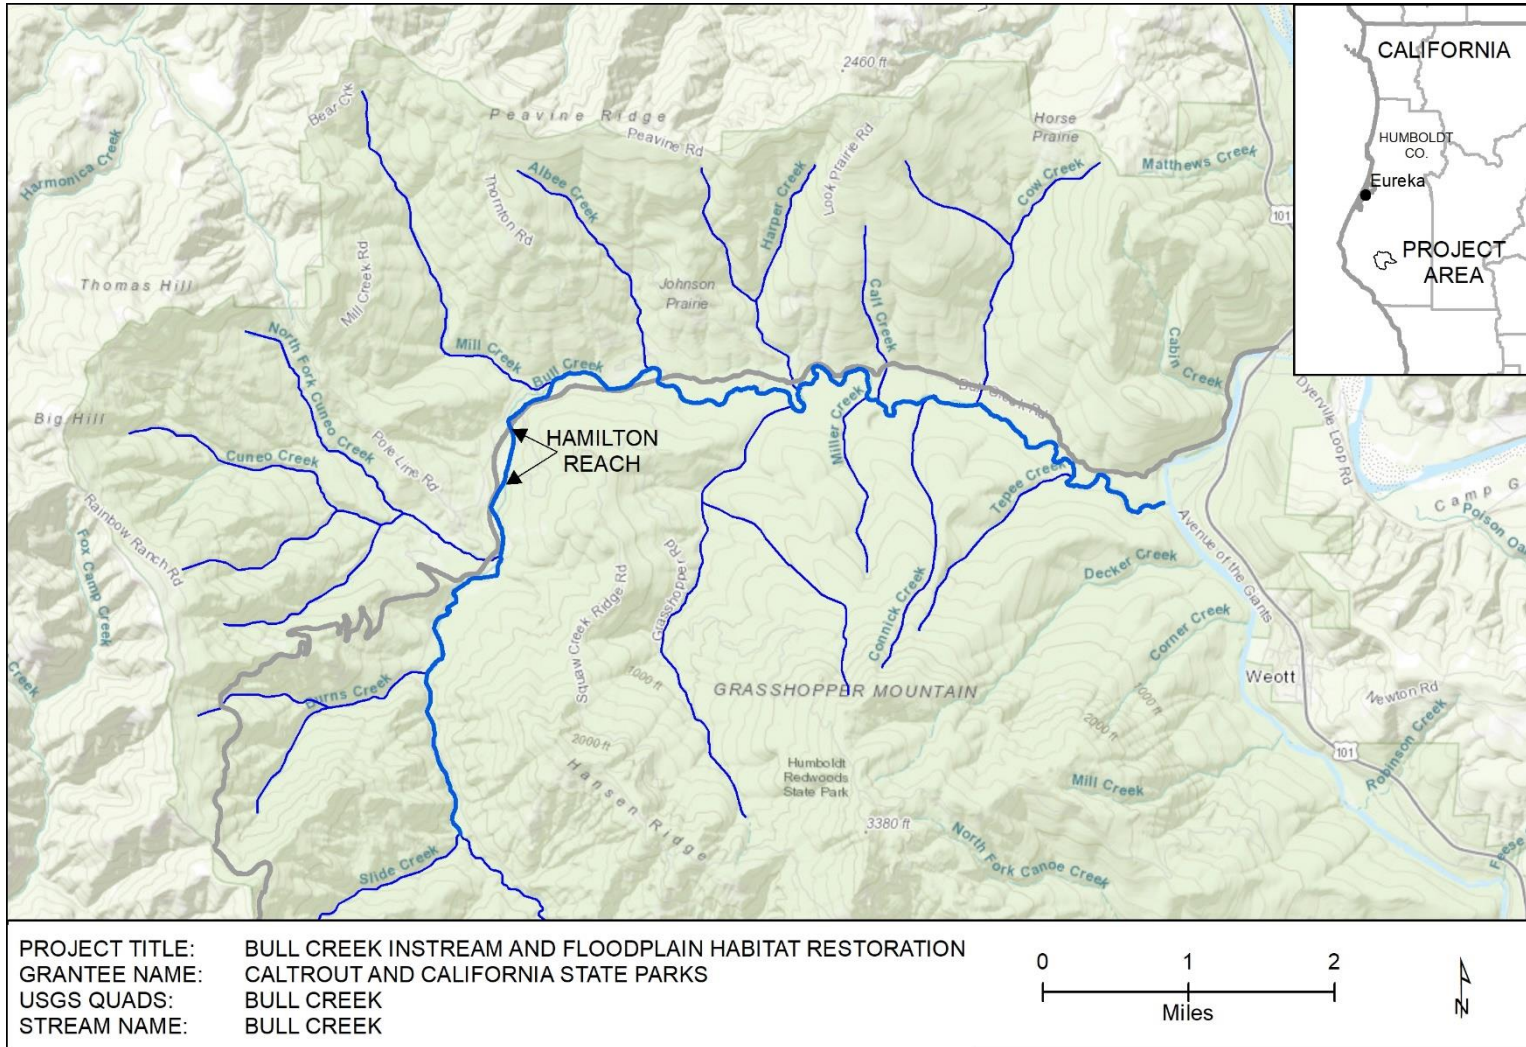 2460 ft
Bear Crk
Peavine Ridge
Peavine Rd
Look Prairie Rd
Horse
Prairie
Matthews Creek
Harmonica Creek
Albee Creek
Thornton Rd
Harper Creek
Cow Creek
101
Thomas Hill
Mill Creek Rd
Johnson
Prairie
Calf Creek
North Fork Cuneo Creek
Mill Creek
Bull Creek
Cabin Creek
Dyerville Loop Rd
Big Hill
Bull Creek Rd
Miller Creek
HAMILTON
REACH
Pole Line Rd
Cuneo Creek
Tepee Creek
Camp G
Poison Oa
Rainbow Ranch Rd
Fox Camp Creek
Avenue of the Giants
Decker Creek
Grasshopper Rd
Squaw Creek Ridge Rd
Connick Creek
Corner Creek
Creek
1000 ft
GRASSHOPPER MOUNTAIN
Weott
Burns Creek
Newton Rd
1000 ft
2000 ft
2000 ft
Hansen Ridge
Humboldt
Redwoods
State Park
Mill Creek
101
Robinson Creek
3380 ft
North Fork Canoe Creek
Slide Creek
Feese
CALIFORNIA
HUMBOLDT
CO.
Eureka
PROJECT
AREA
PROJECT TITLE: BULL CREEK INSTREAM AND FLOODPLAIN HABITAT RESTORATION
GRANTEE NAME: CALTROUT AND CALIFORNIA STATE PARKS
USGS QUADS: BULL CREEK
STREAM NAME: BULL CREEK
0 1 2
Miles
N